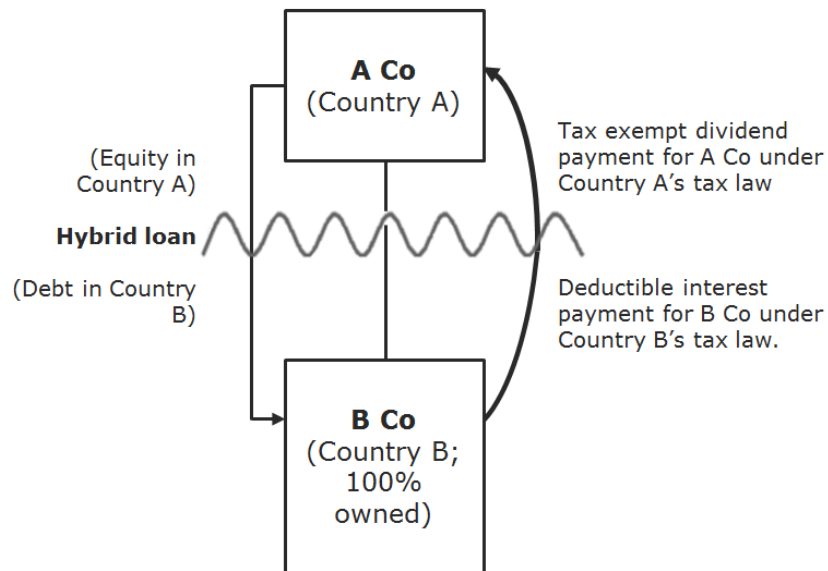 A Co
(Country A)
(Equity in
Country A)
Hybrid loan
(Debt in Country
B)
Tax exempt dividend
payment for A Co under
Country A's tax law
Deductible interest
payment for B Co under
Country B's tax law.
B Co
(Country B;
100%
owned)